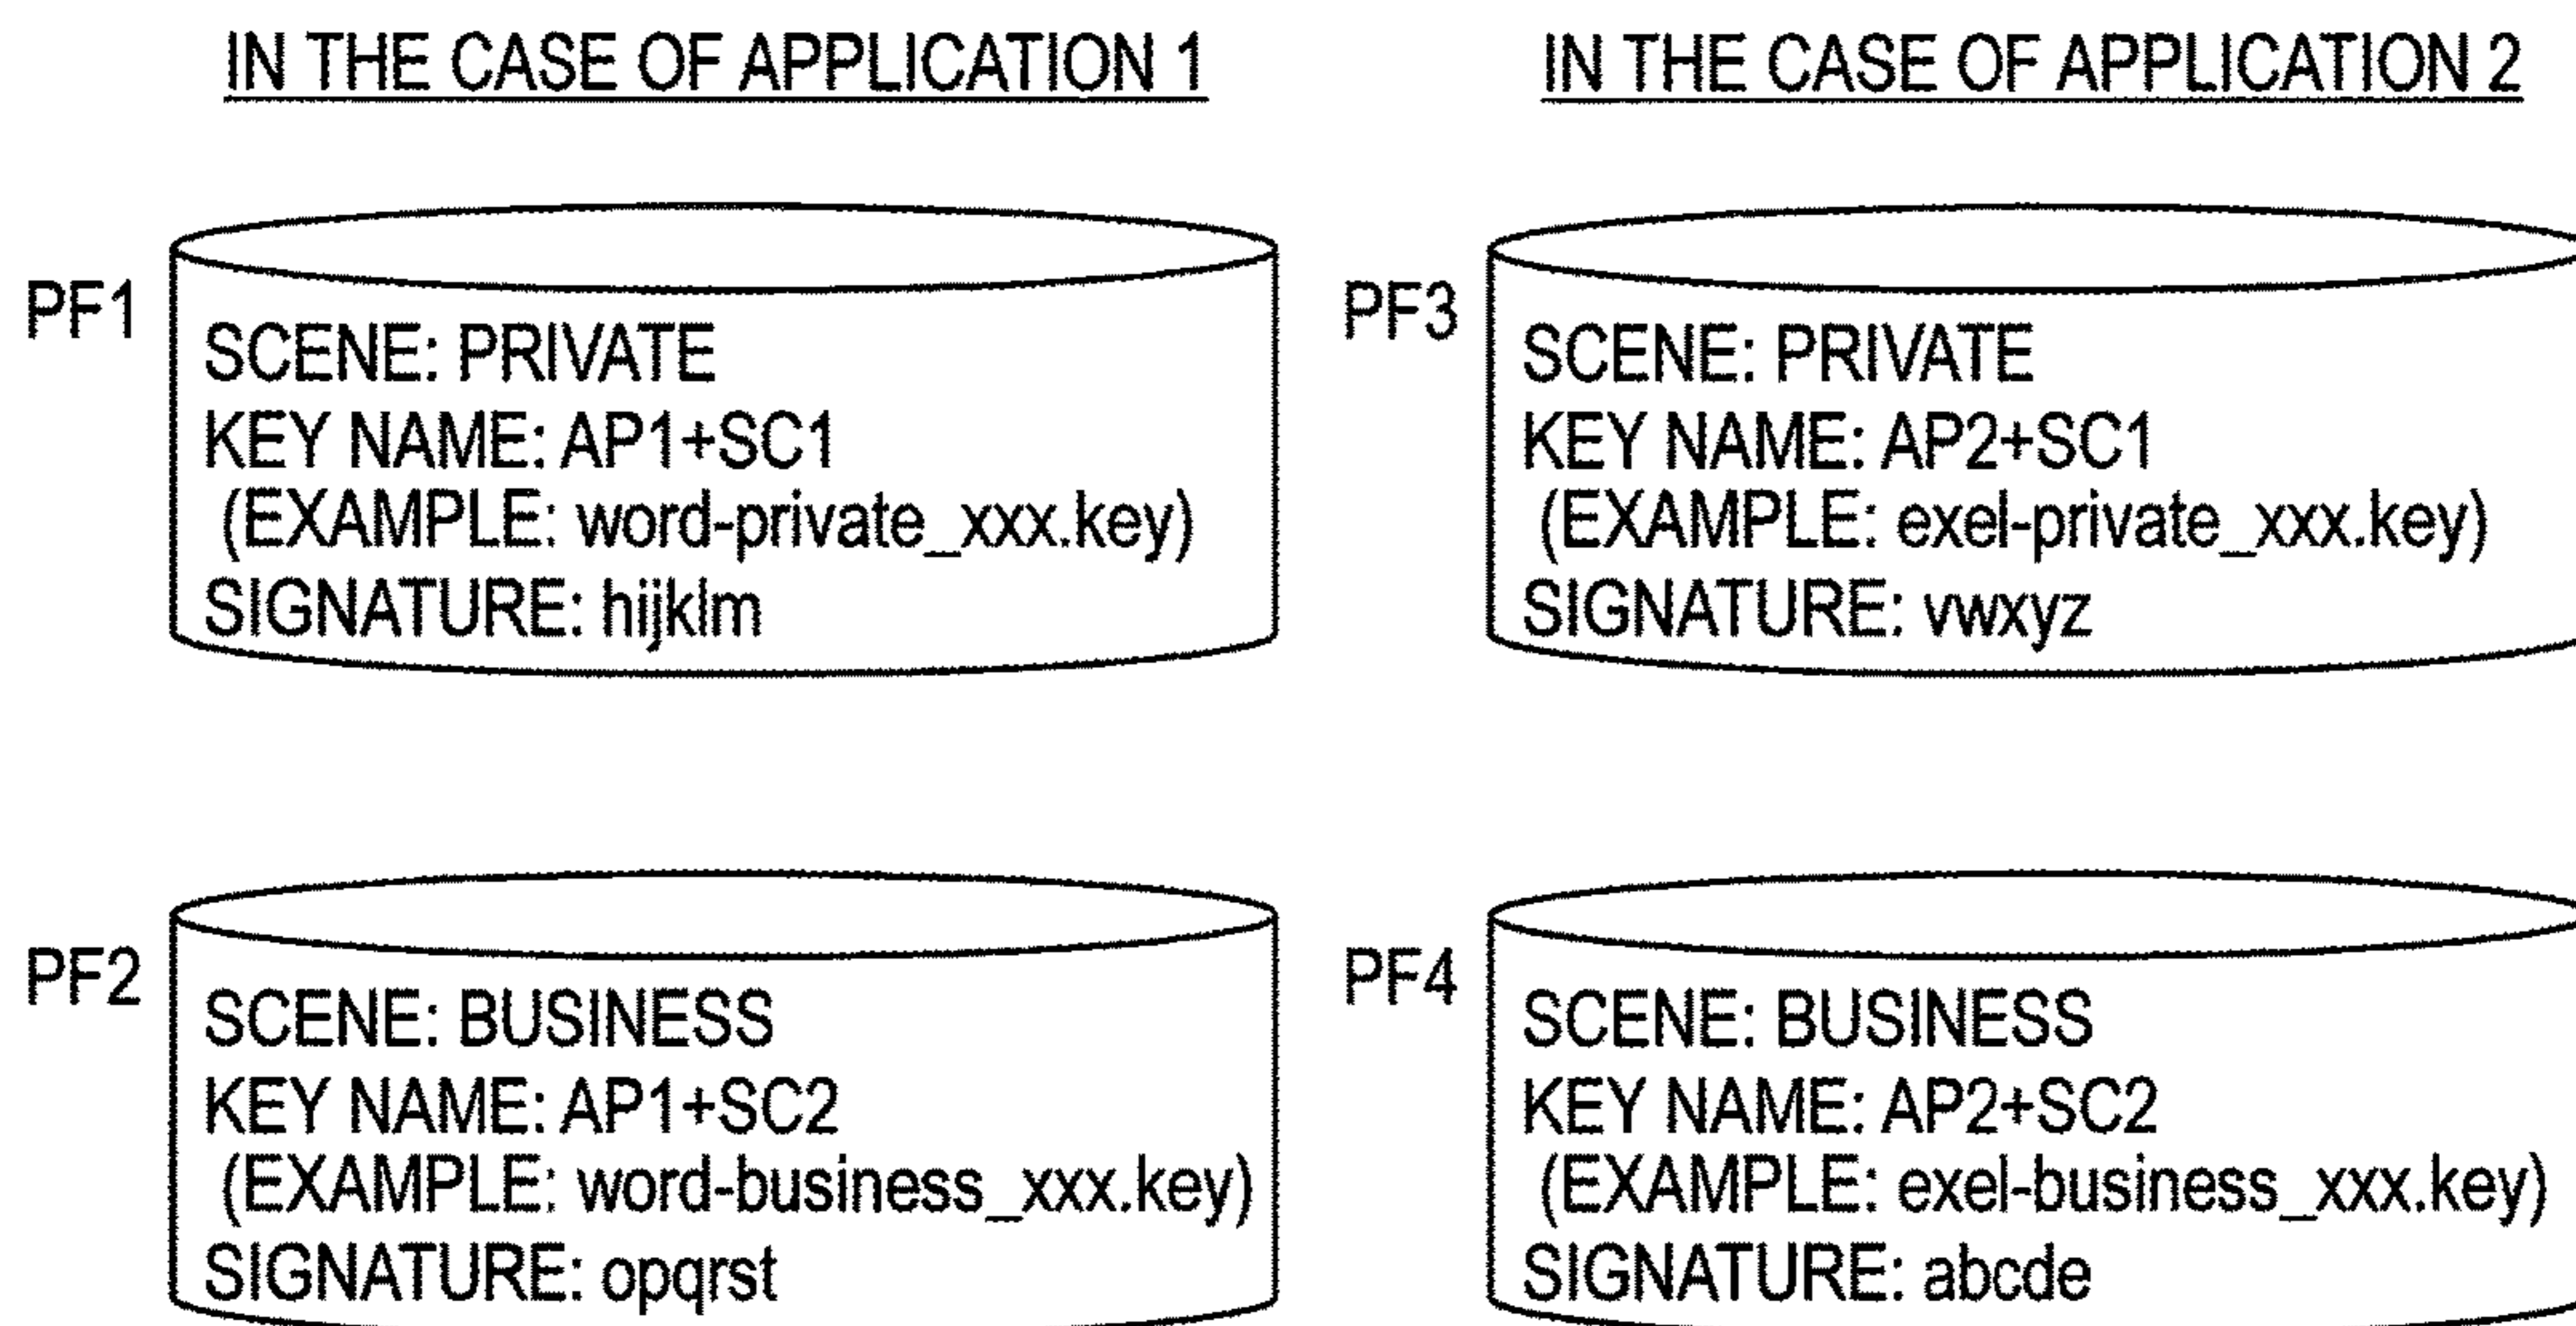 IN THE CASE OF APPLICATION 1
PF1
SCENE: PRIVATE
KEY NAME: AP1+SC1
(EXAMPLE: word-private_xxx.key)
SIGNATURE: hijklm
PF2
SCENE: BUSINESS
KEY NAME: AP1+SC2
(EXAMPLE: word-business_xxx.key)
SIGNATURE: opqrst
IN THE CASE OF APPLICATION 2
PF3
SCENE: PRIVATE
KEY NAME: AP2+SC1
(EXAMPLE: exel-private_xxx.key)
SIGNATURE: vwxyz
PF4
SCENE: BUSINESS
KEY NAME: AP2+SC2
(EXAMPLE: exel-business_xxx.key)
SIGNATURE: abcde